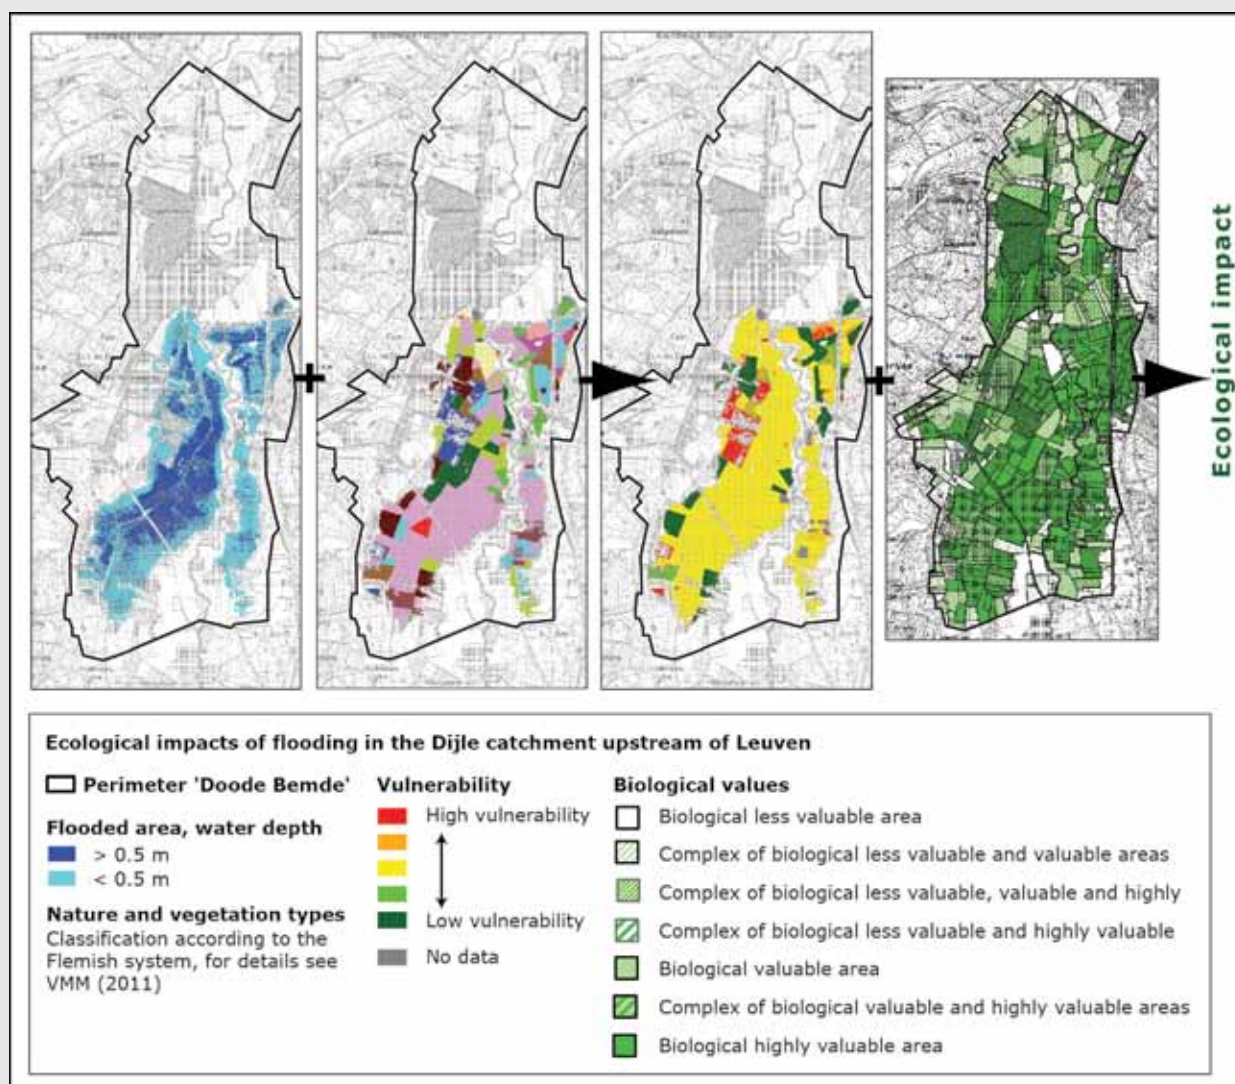 +
+
Ecological impact
Ecological impacts of flooding in the Dijle catchment upstream of Leuven
Perimeter 'Doode Bemde'
Flooded area, water depth
> 0.5 m
< 0.5 m
Nature and vegetation types
Classification according to the
Flemish system, for details see
VMM (2011)
Vulnerability
High vulnerability
Low vulnerability
No data
Biological values
Biological less valuable area
Complex of biological less valuable and valuable areas
Complex of biological less valuable, valuable and highly
Complex of biological less valuable and highly valuable
Biological valuable area
Complex of biological valuable and highly valuable areas
Biological highly valuable area